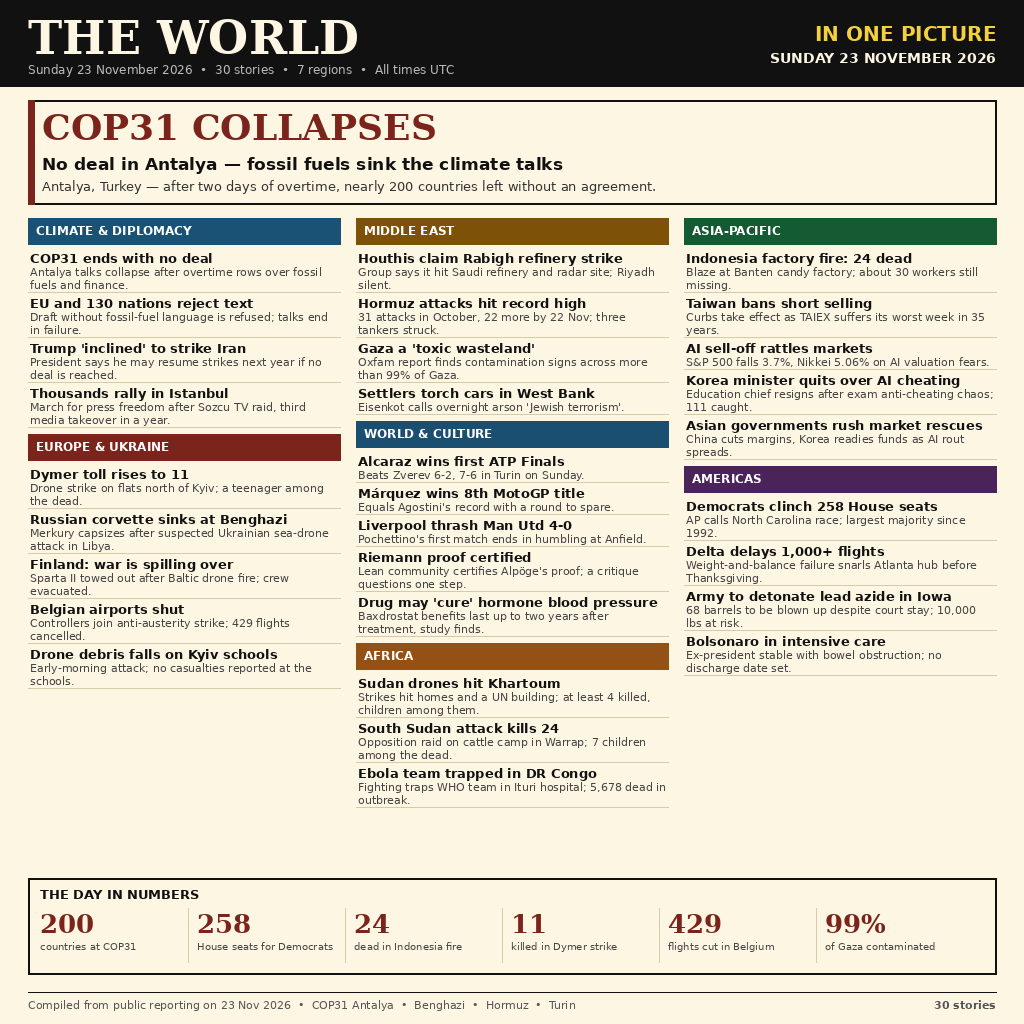 THE WORLD
Sunday 23 November 2026 • 30 stories • 7 regions • All times UTC
IN ONE PICTURE
SUNDAY 23 NOVEMBER 2026
COP31 COLLAPSES
No deal in Antalya — fossil fuels sink the climate talks
Antalya, Turkey — after two days of overtime, nearly 200 countries left without an agreement.
CLIMATE & DIPLOMACY
COP31 ends with no deal
Antalya talks collapse after overtime rows over fossil
fuels and finance.
EU and 130 nations reject text
Draft without fossil-fuel language is refused; talks end
in failure.
Trump 'inclined' to strike Iran
President says he may resume strikes next year if no
deal is reached.
Thousands rally in Istanbul
March for press freedom after Sozcu TV raid, third
media takeover in a year.
EUROPE & UKRAINE
Dymer toll rises to 11
Drone strike on flats north of Kyiv; a teenager among
the dead.
Russian corvette sinks at Benghazi
Merkury capsizes after suspected Ukrainian sea-drone
attack in Libya.
Finland: war is spilling over
Sparta II towed out after Baltic drone fire; crew
evacuated.
Belgian airports shut
Controllers join anti-austerity strike; 429 flights
cancelled.
Drone debris falls on Kyiv schools
Early-morning attack; no casualties reported at the
schools.
MIDDLE EAST
Houthis claim Rabigh refinery strike
Group says it hit Saudi refinery and radar site; Riyadh
silent.
Hormuz attacks hit record high
31 attacks in October, 22 more by 22 Nov; three
tankers struck.
Gaza a 'toxic wasteland'
Oxfam report finds contamination signs across more
than 99% of Gaza.
Settlers torch cars in West Bank
Eisenkot calls overnight arson 'Jewish terrorism'.
WORLD & CULTURE
Alcaraz wins first ATP Finals
Beats Zverev 6-2, 7-6 in Turin on Sunday.
Márquez wins 8th MotoGP title
Equals Agostini's record with a round to spare.
Liverpool thrash Man Utd 4-0
Pochettino's first match ends in humbling at Anfield.
Riemann proof certified
Lean community certifies Alpöge's proof; a critique
questions one step.
Drug may 'cure' hormone blood pressure
Baxdrostat benefits last up to two years after
treatment, study finds.
AFRICA
Sudan drones hit Khartoum
Strikes hit homes and a UN building; at least 4 killed,
children among them.
South Sudan attack kills 24
Opposition raid on cattle camp in Warrap; 7 children
among the dead.
Ebola team trapped in DR Congo
Fighting traps WHO team in Ituri hospital; 5,678 dead in
outbreak.
ASIA-PACIFIC
Indonesia factory fire: 24 dead
Blaze at Banten candy factory; about 30 workers still
missing.
Taiwan bans short selling
Curbs take effect as TAIEX suffers its worst week in 35
years.
AI sell-off rattles markets
S&P 500 falls 3.7%, Nikkei 5.06% on AI valuation fears.
Korea minister quits over AI cheating
Education chief resigns after exam anti-cheating chaos;
111 caught.
Asian governments rush market rescues
China cuts margins, Korea readies funds as AI rout
spreads.
AMERICAS
Democrats clinch 258 House seats
AP calls North Carolina race; largest majority since
1992.
Delta delays 1,000+ flights
Weight-and-balance failure snarls Atlanta hub before
Thanksgiving.
Army to detonate lead azide in Iowa
68 barrels to be blown up despite court stay; 10,000
lbs at risk.
Bolsonaro in intensive care
Ex-president stable with bowel obstruction; no
discharge date set.
THE DAY IN NUMBERS
200
countries at COP31
258
House seats for Democrats
24
dead in Indonesia fire
11
killed in Dymer strike
429
flights cut in Belgium
99%
of Gaza contaminated
Compiled from public reporting on 23 Nov 2026 • COP31 Antalya • Benghazi • Hormuz • Turin
30 stories